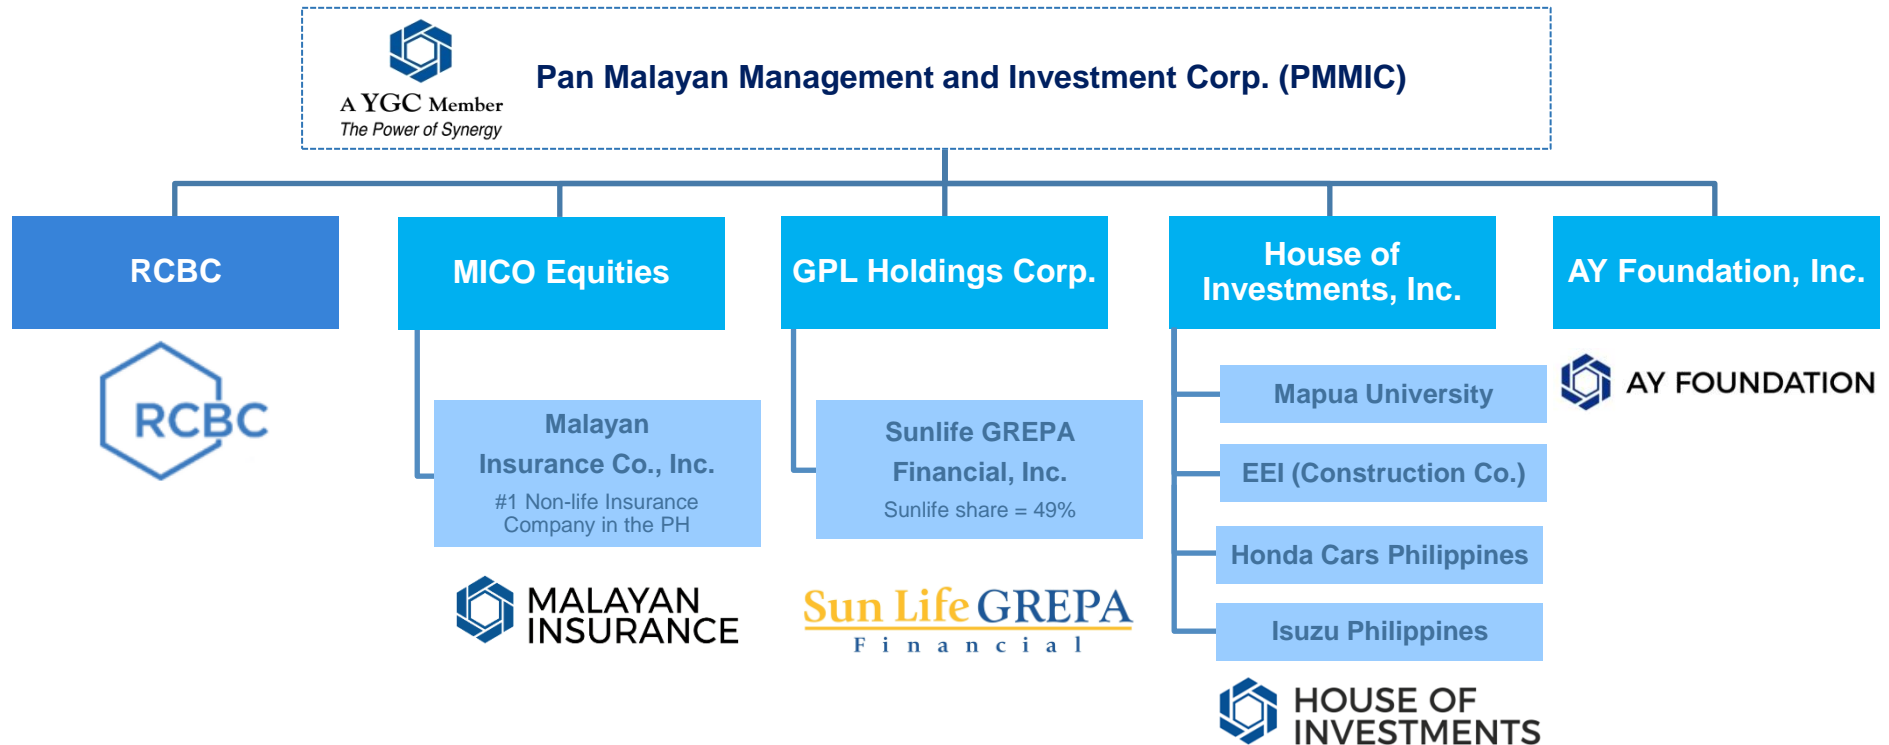 A YGC Member
The Power of Synergy
Pan Malayan Management and Investment Corp. (PMMIC)
RCBC
MICO Equities
GPL Holdings Corp.
House of
Investments, Inc.
AY Foundation, Inc.
RCBC
Malayan
Insurance Co., Inc.
#1 Non-life Insurance
Company in the PH
MALAYAN
INSURANCE
Sunlife GREPA
Financial, Inc.
Sunlife share = 49%
Sun Life GREPA
Financial
Mapua University
EEI (Construction Co.)
Honda Cars Philippines
Isuzu Philippines
HOUSE OF
INVESTMENTS
AY FOUNDATION